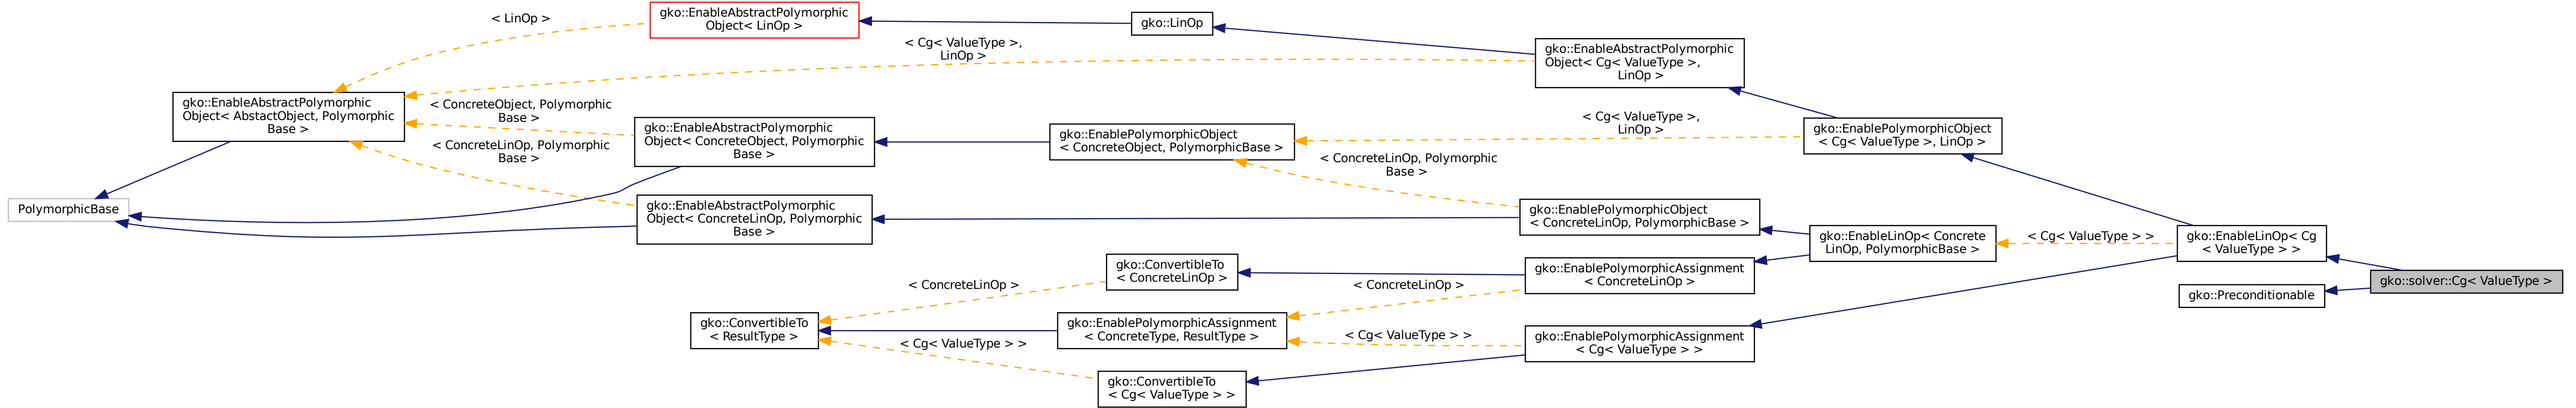 gko::EnableAbstractPolymorphic
Object< LinOp >
< LinOp >
gko::LinOp
< Cg< ValueType >,
LinOp >
gko::EnableAbstractPolymorphic
Object< Cg< ValueType >,
LinOp >
gko::EnableAbstractPolymorphic
Object< AbstactObject, Polymorphic
Base >
< ConcreteObject, Polymorphic
Base >
gko::EnableAbstractPolymorphic
Object< ConcreteObject, Polymorphic
Base >
< ConcreteLinOp, Polymorphic
Base >
gko::EnablePolymorphicObject
< ConcreteObject, PolymorphicBase >
< Cg< ValueType >,
LinOp >
gko::EnablePolymorphicObject
< Cg< ValueType >, LinOp >
< ConcreteLinOp, Polymorphic
Base >
PolymorphicBase
gko::EnableAbstractPolymorphic
Object< ConcreteLinOp, Polymorphic
Base >
gko::EnablePolymorphicObject
< ConcreteLinOp, PolymorphicBase >
gko::EnableLinOp< Concrete
LinOp, PolymorphicBase >
< Cg< ValueType > >
gko::EnableLinOp< Cg
< ValueType > >
gko::solver::Cg< ValueType >
gko::Preconditionable
gko::ConvertibleTo
< ConcreteLinOp >
gko::EnablePolymorphicAssignment
< ConcreteLinOp >
< ConcreteLinOp >
< ConcreteLinOp >
gko::ConvertibleTo
< ResultType >
gko::EnablePolymorphicAssignment
< ConcreteType, ResultType >
< Cg< ValueType > >
gko::EnablePolymorphicAssignment
< Cg< ValueType > >
< Cg< ValueType > >
gko::ConvertibleTo
< Cg< ValueType > >